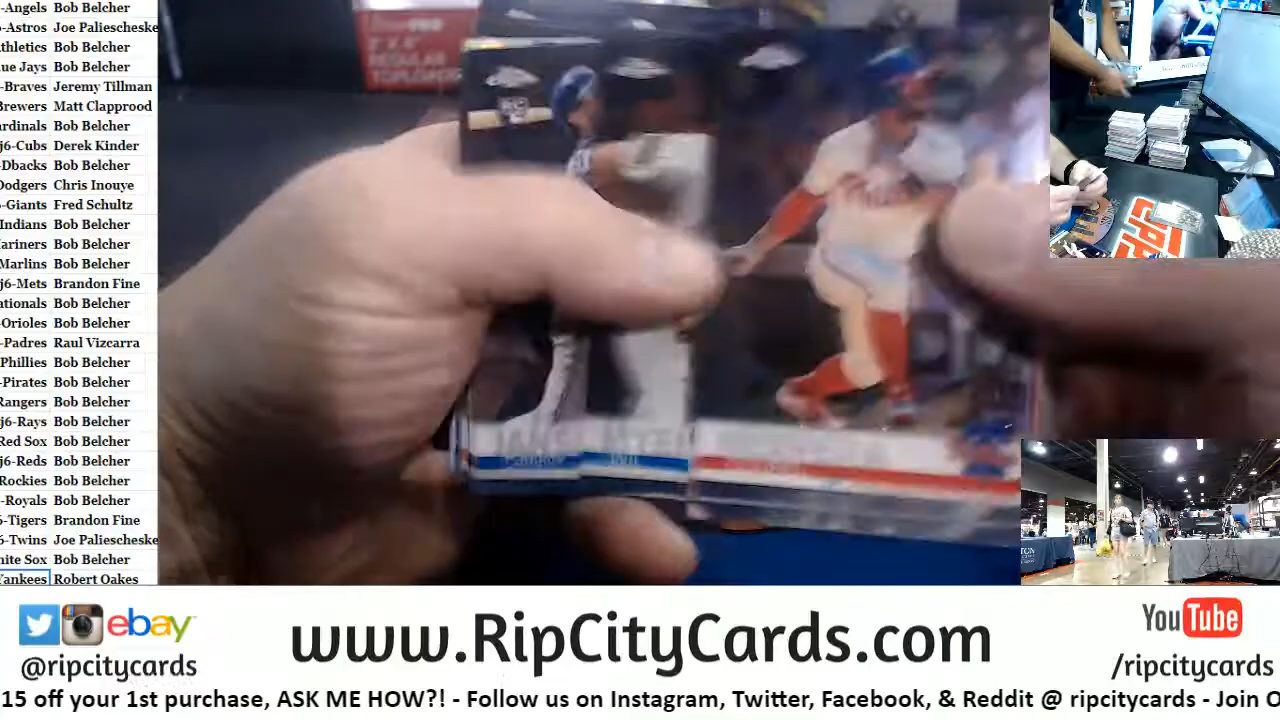 -Angels Bob Belcher
-Astros Joe Paliescheske
thletics Bob Belcher
ue Jays Bob Belcher
-Braves Jeremy Tillman
Brewers Matt Clapprood
ardinals Bob Belcher
j6-Cubs Derek Kinder
Dbacks Bob Belcher
Dodgers Chris Inouye
-Giants Fred Schultz
Indians Bob Belcher
ariners Bob Belcher
Marlins Bob Belcher
j6-Mets Brandon Fine
ationals Bob Belcher
Orioles Bob Belcher
-Padres Raul Vizcarra
Phillies Bob Belcher
-Pirates Bob Belcher
Rangers Bob Belcher
j6-Rays Bob Belcher
Red Sox Bob Belcher
j6-Reds Bob Belcher
Rockies Bob Belcher
-Royals Bob Belcher
6-Tigers Brandon Fine
6-Twins Joe Paliescheske
hite Sox Bob Belcher
Yankees Robert Oakes
RC
ebay
@ripcitycards
www.RipCityCards.com
YouTube
/ripcitycards
15 off your 1st purchase, ASK ME HOW?! - Follow us on Instagram, Twitter, Facebook, & Reddit @ ripcitycards - Join O